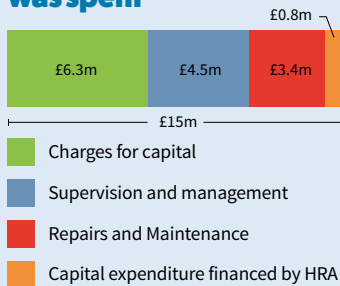 was spent
£0.8m
£6.3m £4.5m £3.4m
£15m
Charges for capital
Supervision and management
Repairs and Maintenance
Capital expenditure financed by HRA